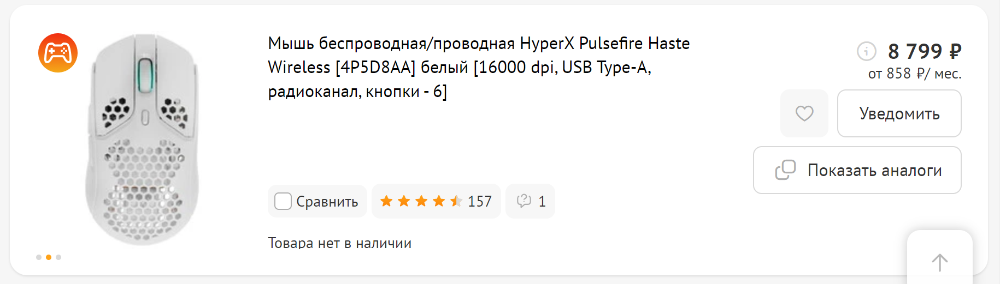 Мышь беспроводная/проводная HyperX Pulsefire Haste
Wireless [4P5D8AA] белый [16000 dpi, USB Type-A,
радиоканал, кнопки - 6]
8 799 ₽
от 858 ₽/ мес.
Уведомить
Показать аналоги
Сравнить
157
1
Товара нет в наличии